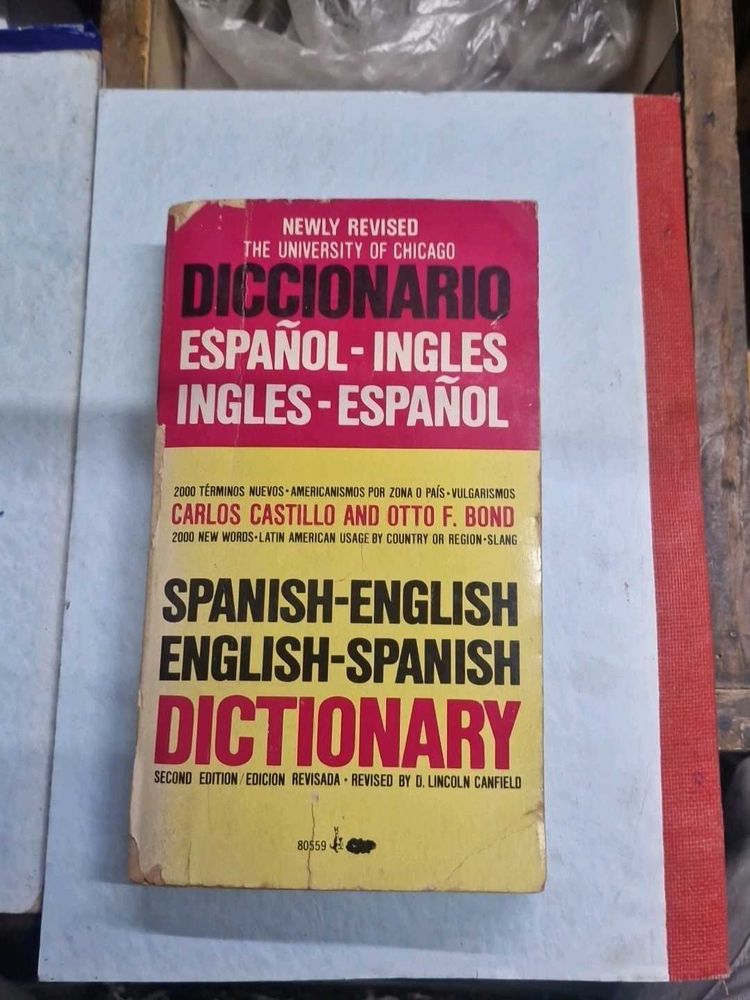 NEWLY REVISED
THE UNIVERSITY OF CHICAGO
DICCIONARIO
ESPAÑOL - INGLES
INGLES - ESPAÑOL
2000 TÉRMINOS NUEVOS • AMERICANISMOS POR ZONA O PAÍS • VULGARISMOS
CARLOS CASTILLO AND OTTO F. BOND
2000 NEW WORDS • LATIN AMERICAN USAGE BY COUNTRY OR REGION • SLANG
SPANISH-ENGLISH
ENGLISH-SPANISH
DICTIONARY
SECOND EDITION/EDICION REVISADA • REVISED BY D. LINCOLN CANFIELD
80559